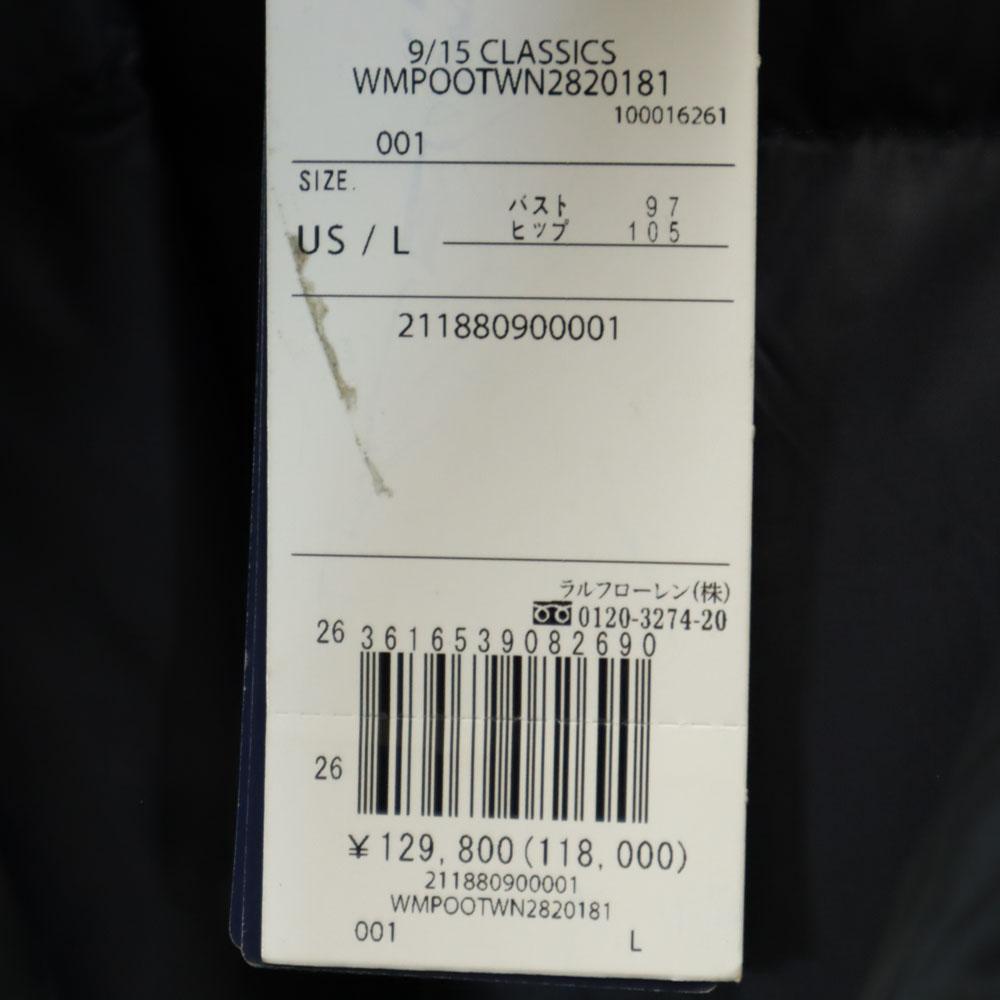 9/15 CLASSICS
WMPOOTWN2820181
100016261
001
SIZE.
バスト 97
US / L ヒップ 105
211880900001
ラルフローレン(株)
0120-3274-20
26 3616539082690
26
¥129,800(118,000)
211880900001
WMPOOTWN2820181
001 L